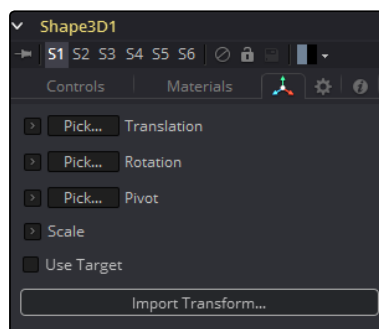 Shape3D1
S1 S2 S3 S4 S5 S6
Controls Materials
Pick... Translation
Pick... Rotation
Pick... Pivot
Scale
Use Target
Import Transform...